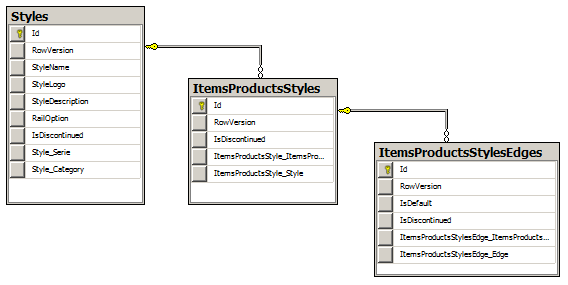 Styles
Id
RowVersion
StyleName
StyleLogo
StyleDescription
RailOption
IsDiscontinued
Style_Serie
Style_Category
ItemsProductsStyles
Id
RowVersion
IsDiscontinued
ItemsProductsStyle_ItemsPro...
ItemsProductsStyle_Style
ItemsProductsStylesEdges
Id
RowVersion
IsDefault
IsDiscontinued
ItemsProductsStylesEdge_ItemsProducts...
ItemsProductsStylesEdge_Edge